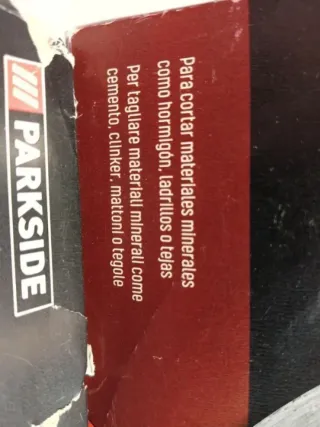 PARKSIDE
Para cortar materiales minerales
como hormigón, ladrillos o tejas
Per tagliare materiali minerali come
cemento, clinker, mattoni o tegole